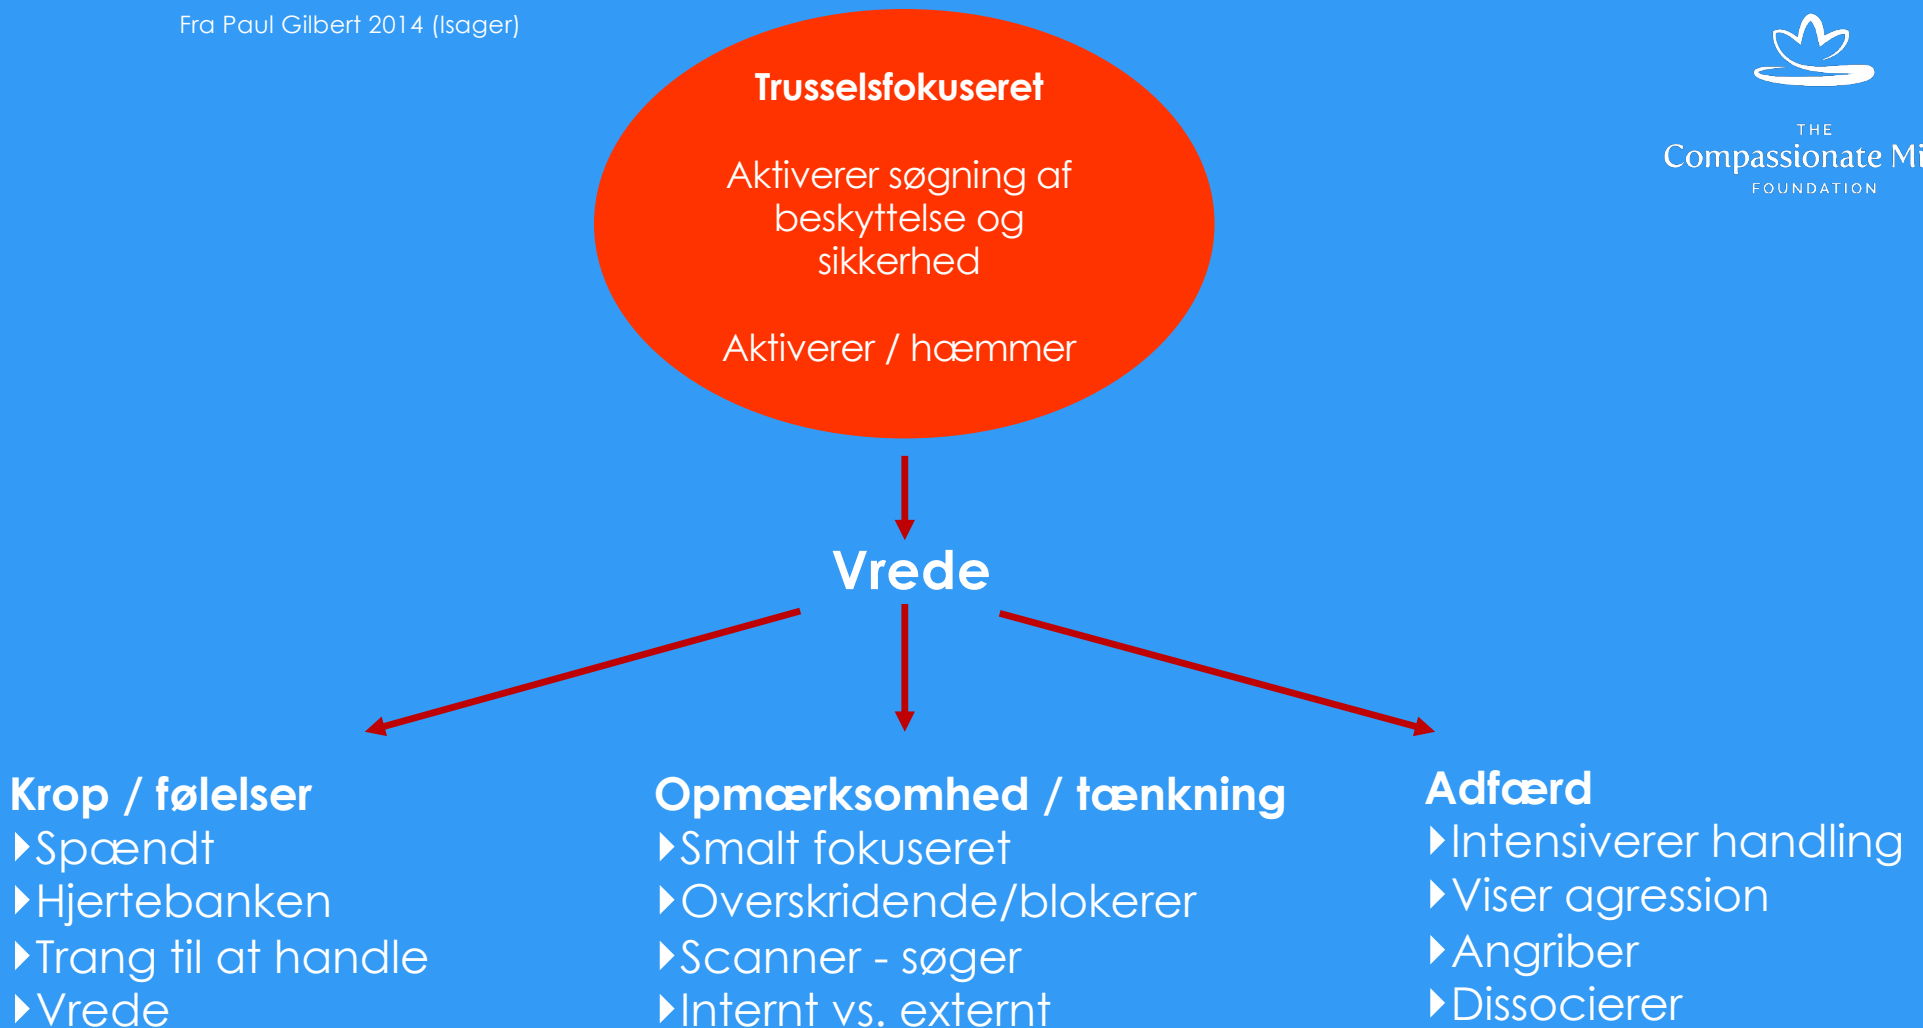 Fra Paul Gilbert 2014 (Isager)
THE
Compassionate Mi
FOUNDATION
Trusselsfokuseret
Aktiverer søgning af
beskyttelse og
sikkerhed
Aktiverer / hæmmer
Vrede
Krop / følelser
Spændt
Hjertebanken
Trang til at handle
Vrede
Opmærksomhed / tænkning
Smalt fokuseret
Overskridende/blokerer
Scanner - søger
Internt vs. externt
Adfærd
Intensiverer handling
Viser agression
Angriber
Dissocierer